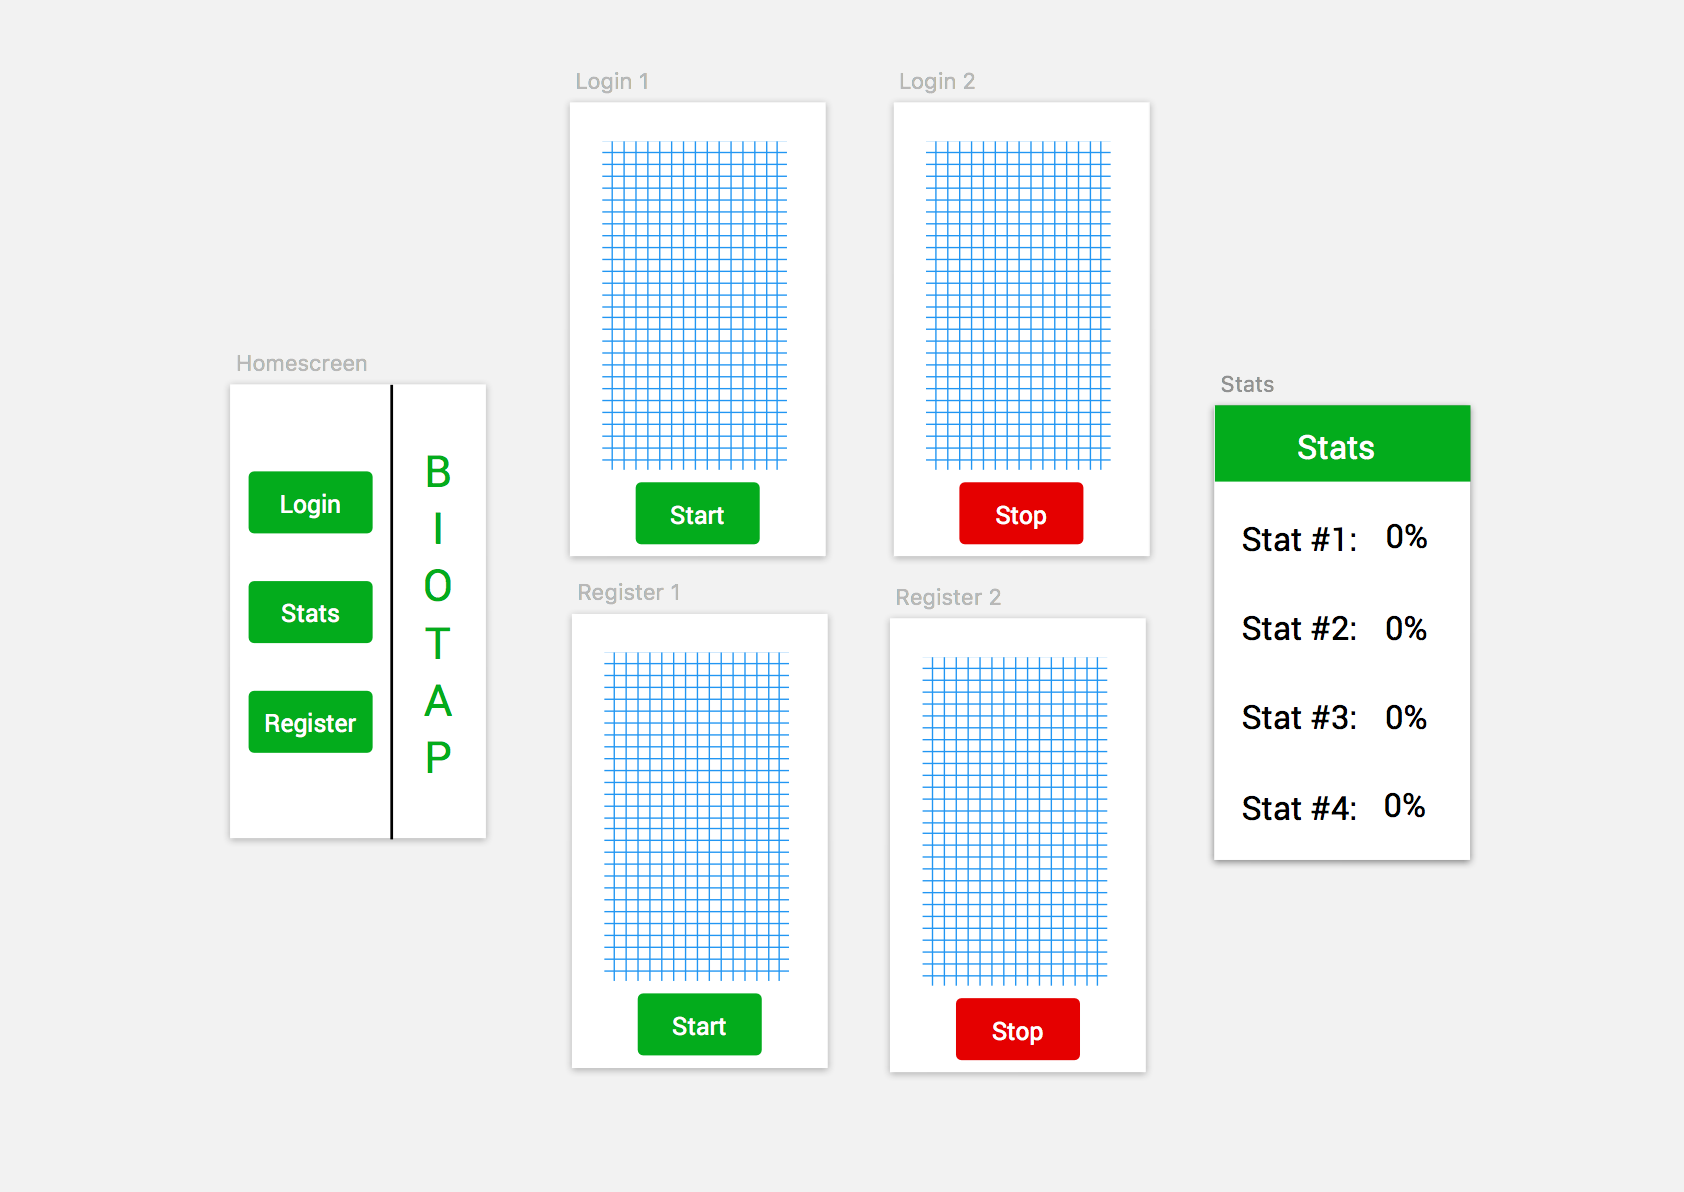 Homescreen
Login
Stats
Register
B
I
O
T
A
P
Login 1
Start
Login 2
Stop
Register 1
Start
Register 2
Stop
Stats
Stats
Stat #1: 0%
Stat #2: 0%
Stat #3: 0%
Stat #4: 0%